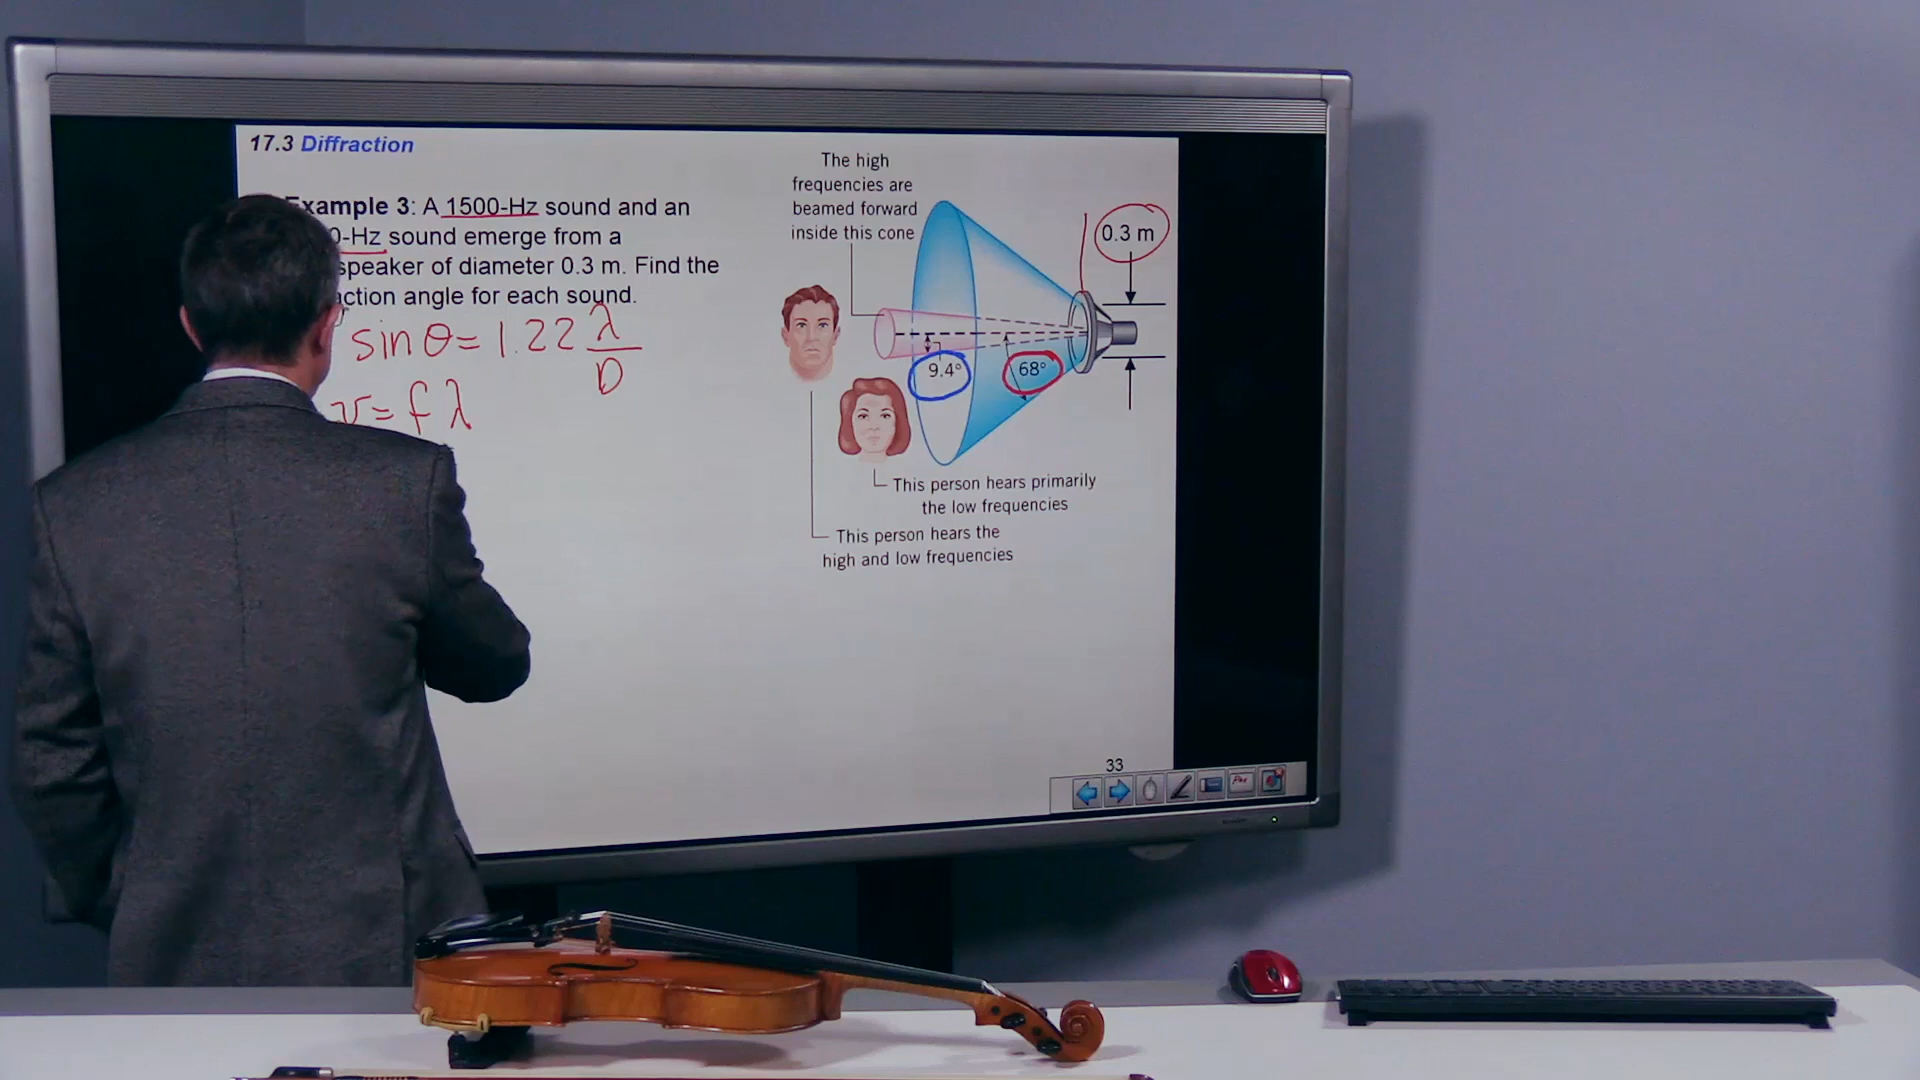 17.3 Diffraction
Example 3: A 1500-Hz sound and an
0-Hz sound emerge from a
speaker of diameter 0.3 m. Find the
action angle for each sound.
sin θ = 1.22 λ/D
v = f λ
The high
frequencies are
beamed forward
inside this cone
0.3 m
9.4°
68°
This person hears primarily
the low frequencies
This person hears the
high and low frequencies
33